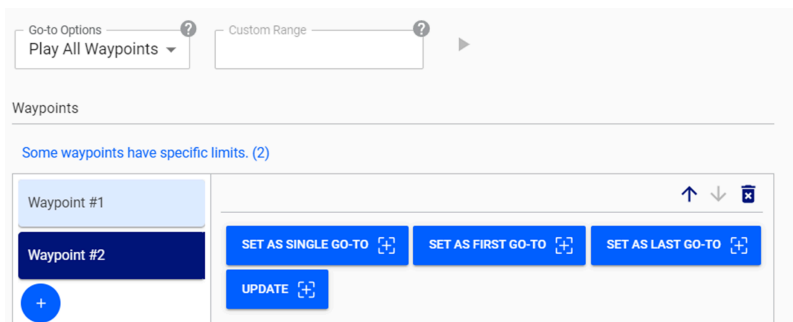 Go-to Options ?
Play All Waypoints
Custom Range ?
Waypoints
Some waypoints have specific limits. (2)
Waypoint #1
Waypoint #2
+
SET AS SINGLE GO-TO
SET AS FIRST GO-TO
SET AS LAST GO-TO
UPDATE